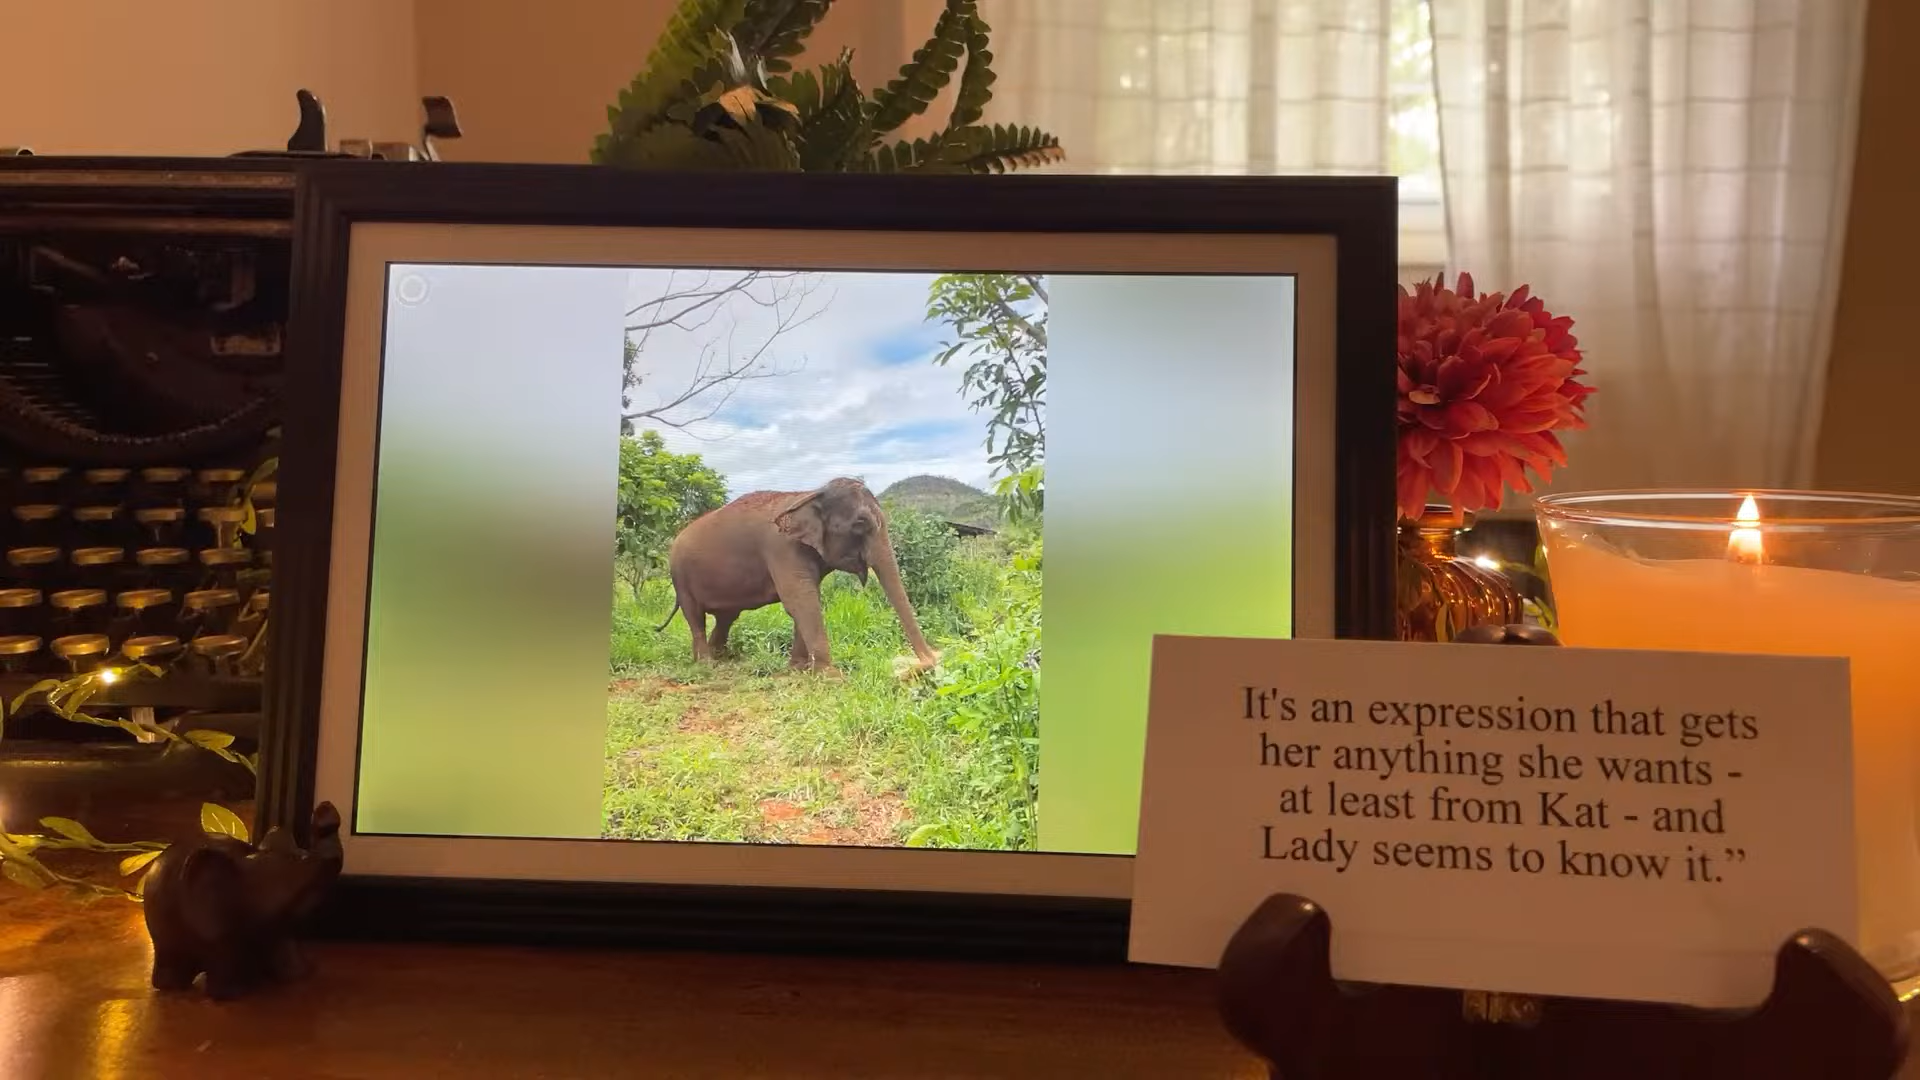 It's an expression that gets
her anything she wants -
at least from Kat - and
Lady seems to know it.”